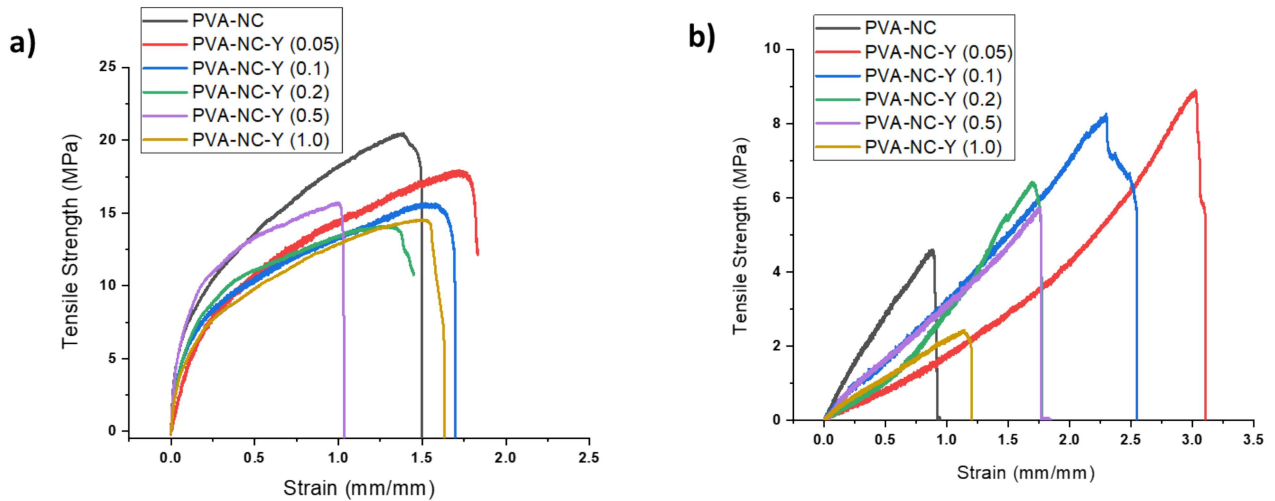 a)
PVA-NC
PVA-NC-Y (0.05)
PVA-NC-Y (0.1)
PVA-NC-Y (0.2)
PVA-NC-Y (0.5)
PVA-NC-Y (1.0)
Tensile Strength (MPa)
25
20
15
10
5
0
0.0 0.5 1.0 1.5 2.0 2.5
Strain (mm/mm)
b)
PVA-NC
PVA-NC-Y (0.05)
PVA-NC-Y (0.1)
PVA-NC-Y (0.2)
PVA-NC-Y (0.5)
PVA-NC-Y (1.0)
Tensile Strength (MPa)
10
8
6
4
2
0
0.0 0.5 1.0 1.5 2.0 2.5 3.0 3.5
Strain (mm/mm)